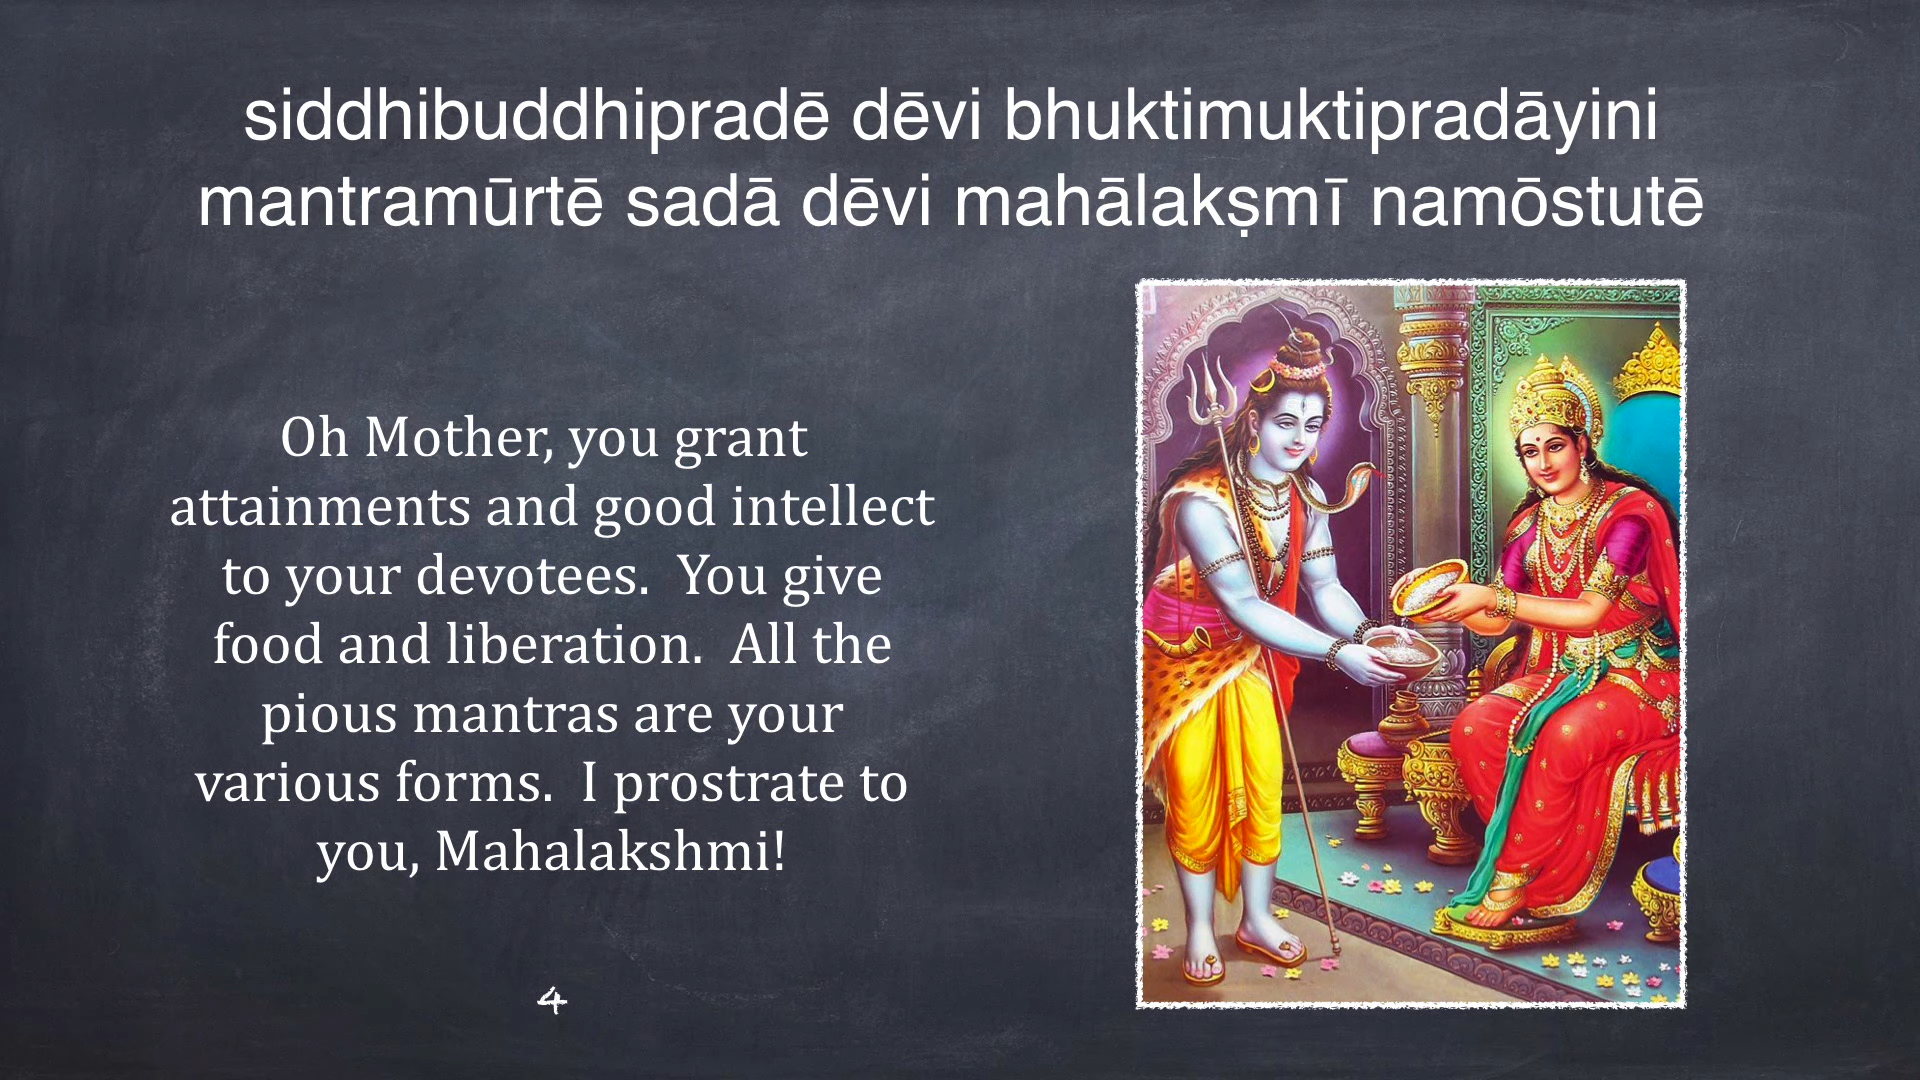 siddhibuddhipradē dēvi bhuktimuktipradāyini
mantramūrtē sadā dēvi mahālakṣmī namōstutē
Oh Mother, you grant
attainments and good intellect
to your devotees.  You give
food and liberation.  All the
pious mantras are your
various forms.  I prostrate to
you, Mahalakshmi!
4